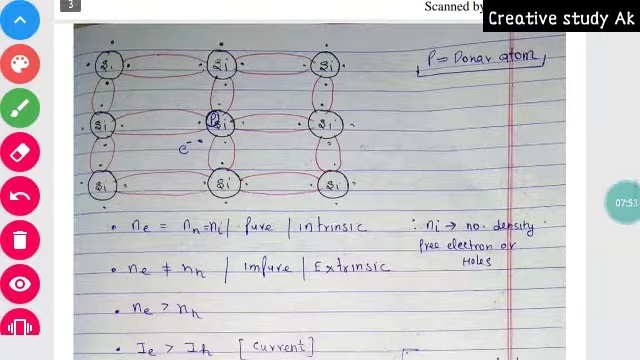 3
Scanned by
Creative study Ak
Si Si Si
P = Donar atom
Si P Si Si
e⁻
Si Si Si
07:53
• ne = nh = ni / pure / intrinsic
∴ ni → no. density
free electron or
Holes
• ne ≠ nh / impure / Extrinsic
• ne > nh
• Ie > Ih [current]